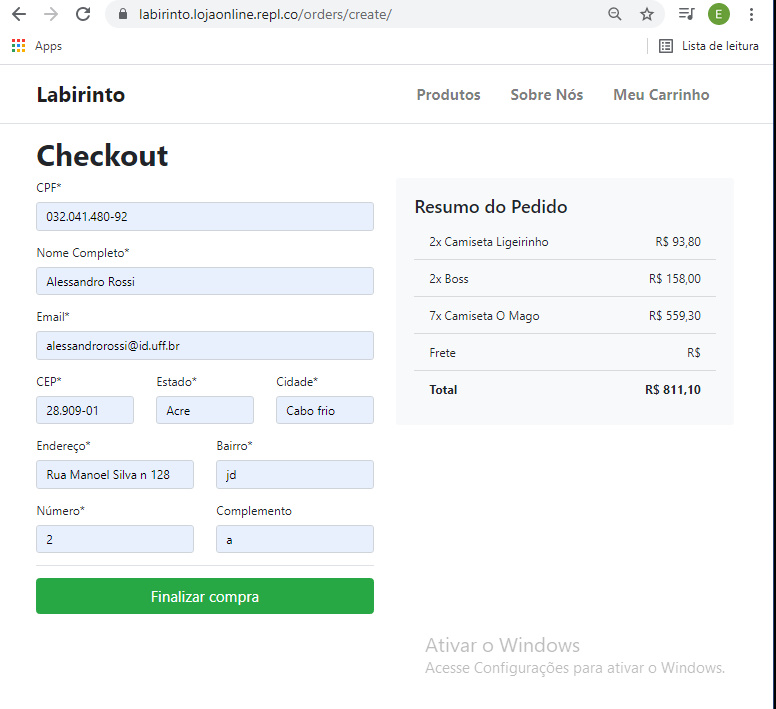 labirinto.lojaonline.repl.co/orders/create/
E
Apps
Lista de leitura
Labirinto
Produtos Sobre Nós Meu Carrinho
Checkout
CPF*
032.041.480-92
Nome Completo*
Alessandro Rossi
Email*
alessandrorossi@id.uff.br
CEP* Estado* Cidade*
28.909-01 Acre Cabo frio
Endereço* Bairro*
Rua Manoel Silva n 128 jd
Número* Complemento
2 a
Finalizar compra
Resumo do Pedido
2x Camiseta Ligeirinho R$ 93,80
2x Boss R$ 158,00
7x Camiseta O Mago R$ 559,30
Frete R$
Total R$ 811,10
Ativar o Windows
Acesse Configurações para ativar o Windows.